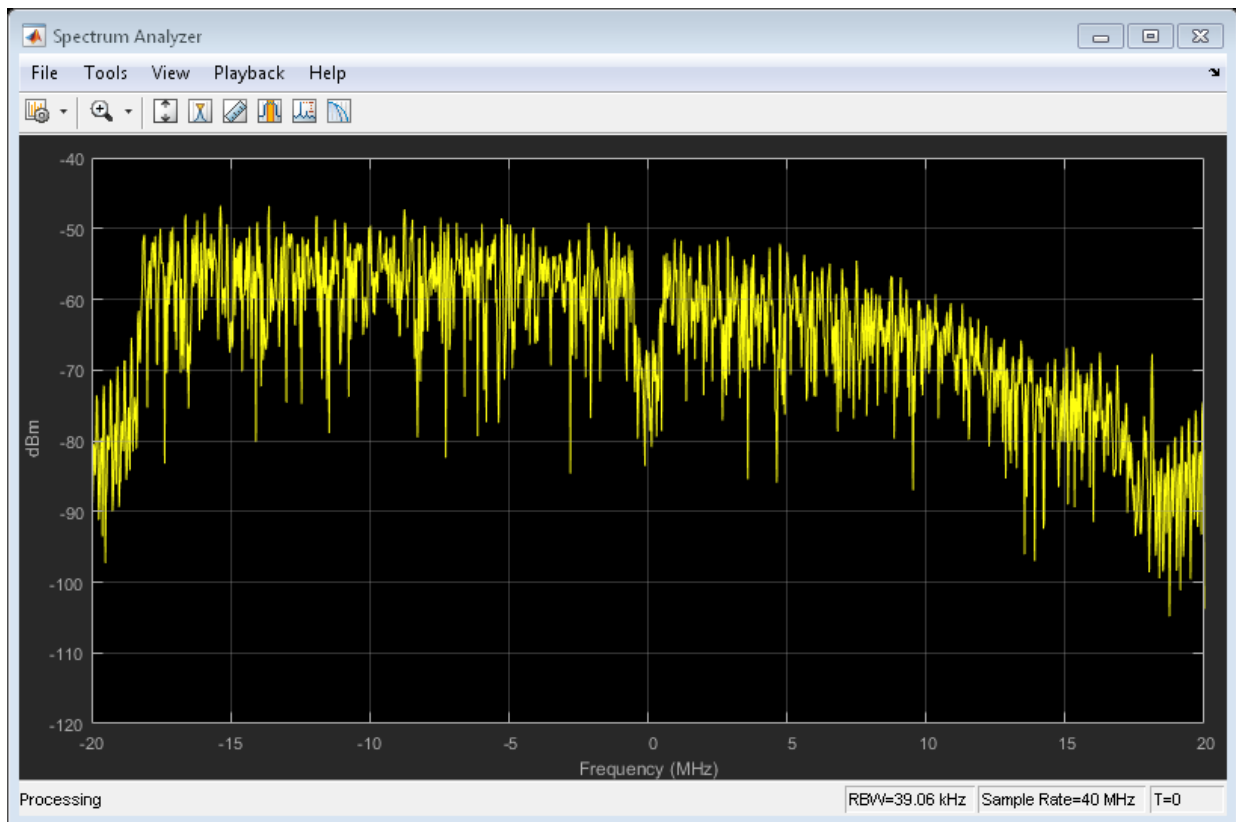 Spectrum Analyzer
File Tools View Playback Help
-40
-50
-60
-70
-80
-90
-100
-110
-120
dBm
-20 -15 -10 -5 0 5 10 15 20
Frequency (MHz)
Processing RBW=39.06 kHz Sample Rate=40 MHz T=0